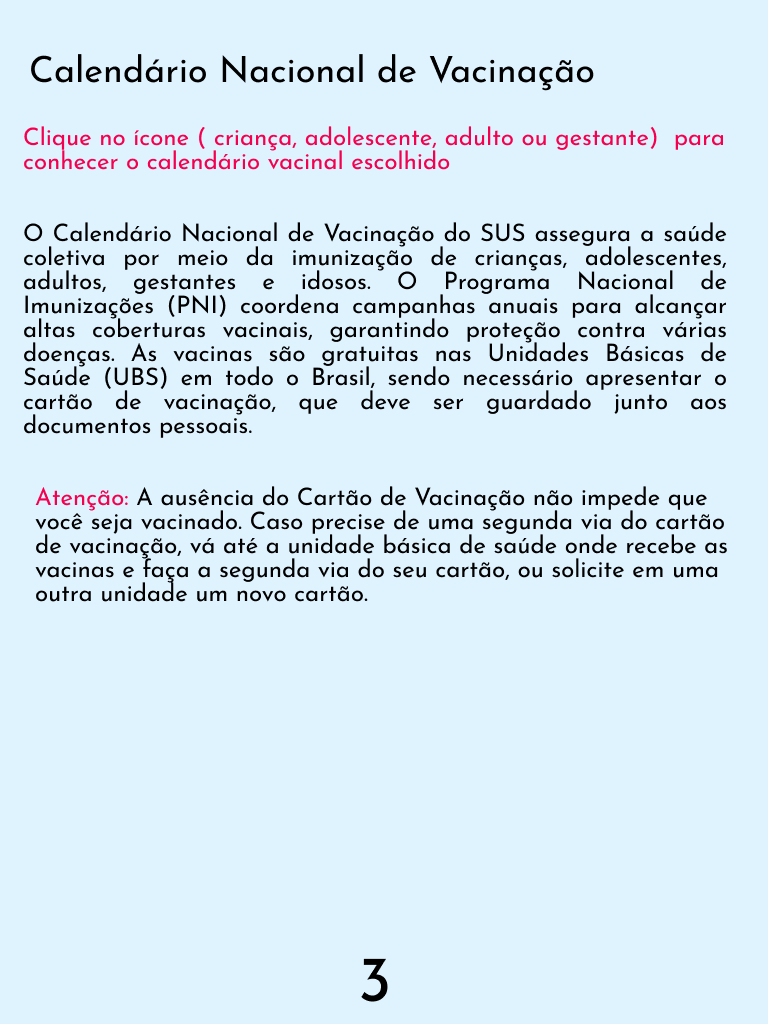 Calendário Nacional de Vacinação
Clique no ícone ( criança, adolescente, adulto ou gestante)  para
conhecer o calendário vacinal escolhido
O Calendário Nacional de Vacinação do SUS assegura a saúde
coletiva por meio da imunização de crianças, adolescentes,
adultos, gestantes e idosos. O Programa Nacional de
Imunizações (PNI) coordena campanhas anuais para alcançar
altas coberturas vacinais, garantindo proteção contra várias
doenças. As vacinas são gratuitas nas Unidades Básicas de
Saúde (UBS) em todo o Brasil, sendo necessário apresentar o
cartão de vacinação, que deve ser guardado junto aos
documentos pessoais.
Atenção: A ausência do Cartão de Vacinação não impede que
você seja vacinado. Caso precise de uma segunda via do cartão
de vacinação, vá até a unidade básica de saúde onde recebe as
vacinas e faça a segunda via do seu cartão, ou solicite em uma
outra unidade um novo cartão.
3